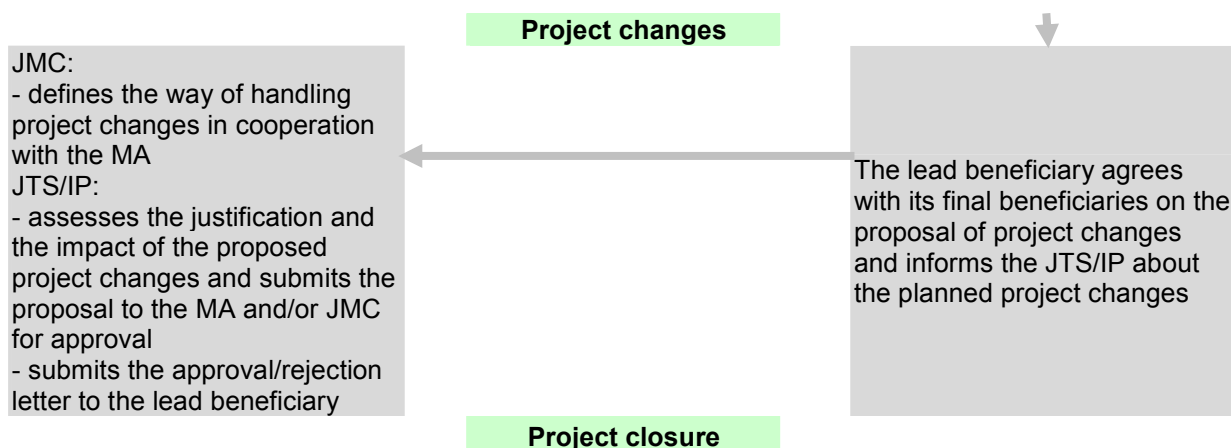 Project changes
JMC:
- defines the way of handling
project changes in cooperation
with the MA
JTS/IP:
- assesses the justification and
the impact of the proposed
project changes and submits the
proposal to the MA and/or JMC
for approval
- submits the approval/rejection
letter to the lead beneficiary
The lead beneficiary agrees
with its final beneficiaries on the
proposal of project changes
and informs the JTS/IP about
the planned project changes
Project closure